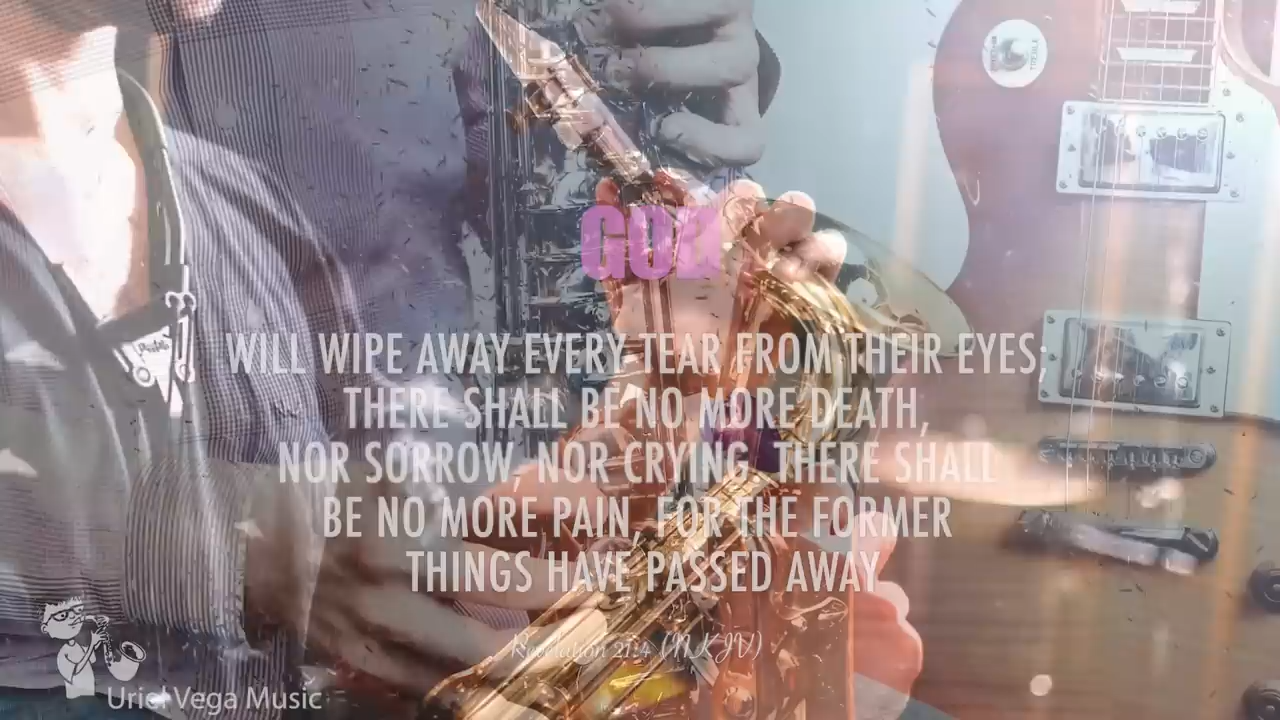 GOD
WILL WIPE AWAY EVERY TEAR FROM THEIR EYES;
THERE SHALL BE NO MORE DEATH,
NOR SORROW, NOR CRYING. THERE SHALL
BE NO MORE PAIN, FOR THE FORMER
THINGS HAVE PASSED AWAY.
Revelation 21:4 (NKJV)
Uriel Vega Music
TREBLE